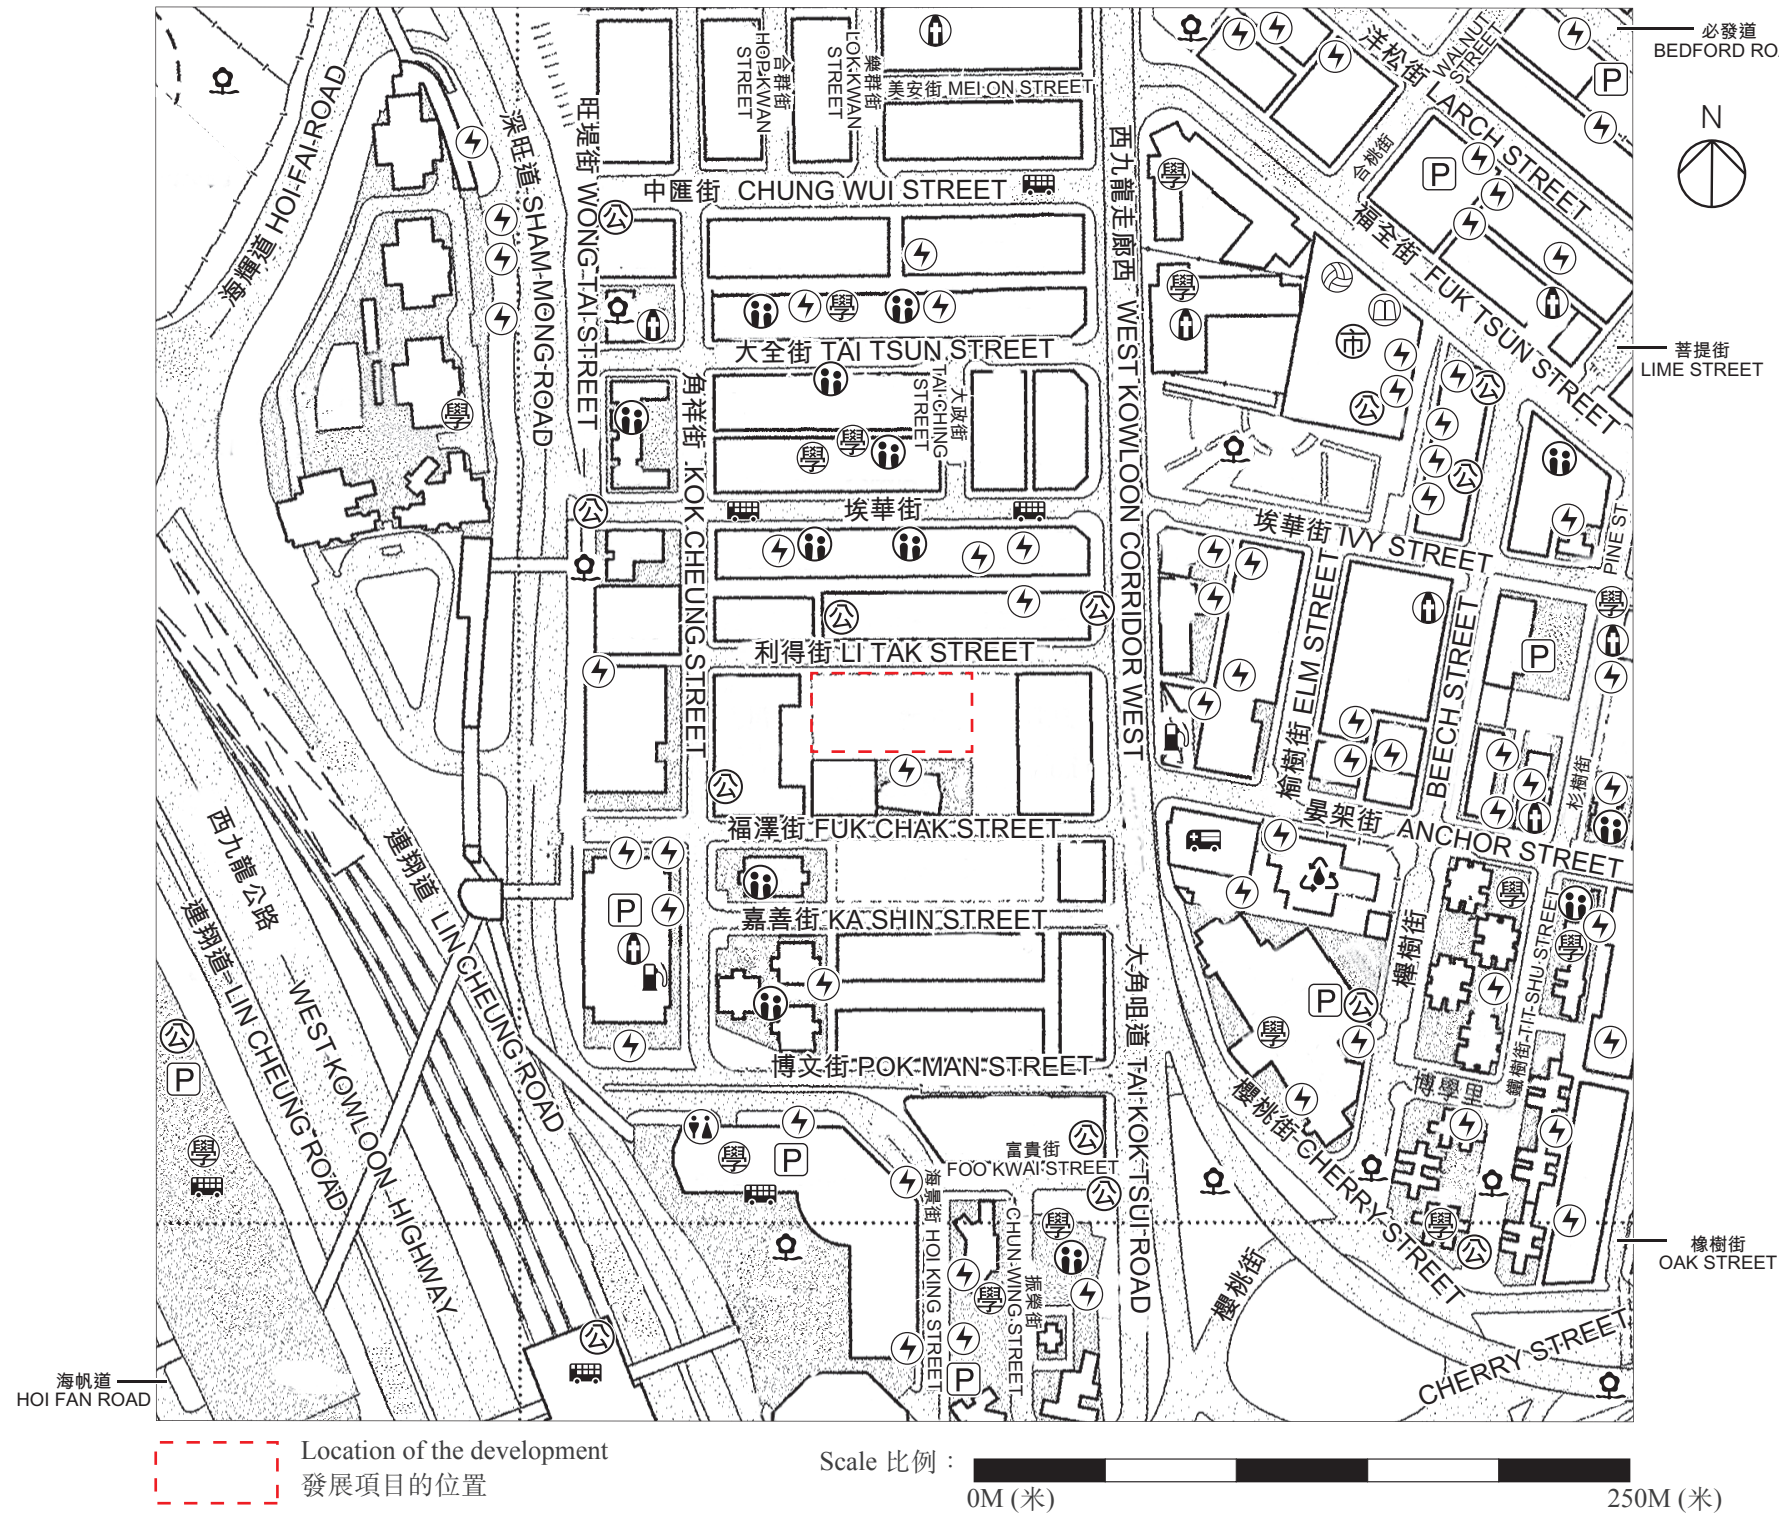 必發道
BEDFORD RO
洋松街 LARCH STREET
WALNUT
STREET
合桃街
HOP KWAN
STREET
合群街
LOK KWAN
STREET
樂群街
美安街 MEI ON STREET
N
海輝道 HOI FAI ROAD
深旺道 SHAM MONG ROAD
旺堤街 WONG TAI STREET
中匯街 CHUNG WUI STREET
西九龍走廊西 WEST KOWLOON CORRIDOR WEST
福全街 FUK TSUN STREET
菩提街
LIME STREET
大全街 TAI TSUN STREET
角祥街 KOK CHEUNG STREET
TAI CHING
STREET
大政街
埃華街
埃華街 IVY STREET
PINE ST
利得街 LI TAK STREET
榆樹街 ELM STREET
BEECH STREET
杉樹街
福澤街 FUK CHAK STREET
晏架街 ANCHOR STREET
嘉善街 KA SHIN STREET
櫸樹街
鐵樹街 TIT SHU STREET
西九龍公路
WEST KOWLOON HIGHWAY
連翔道 LIN CHEUNG ROAD
連翔道 LIN CHEUNG ROAD
大角咀道 TAI KOK TSUI ROAD
博文街 POK MAN STREET
富貴街
FOO KWAI STREET
海景街 HOI KING STREET
CHUNG WING STREET
振榮街
櫻桃街 CHERRY STREET
櫻桃街
CHERRY STREET
橡樹街
OAK STREET
海帆道
HOI FAN ROAD
學
公
市
P
Location of the development
發展項目的位置
Scale 比例：
0M (米)
250M (米)